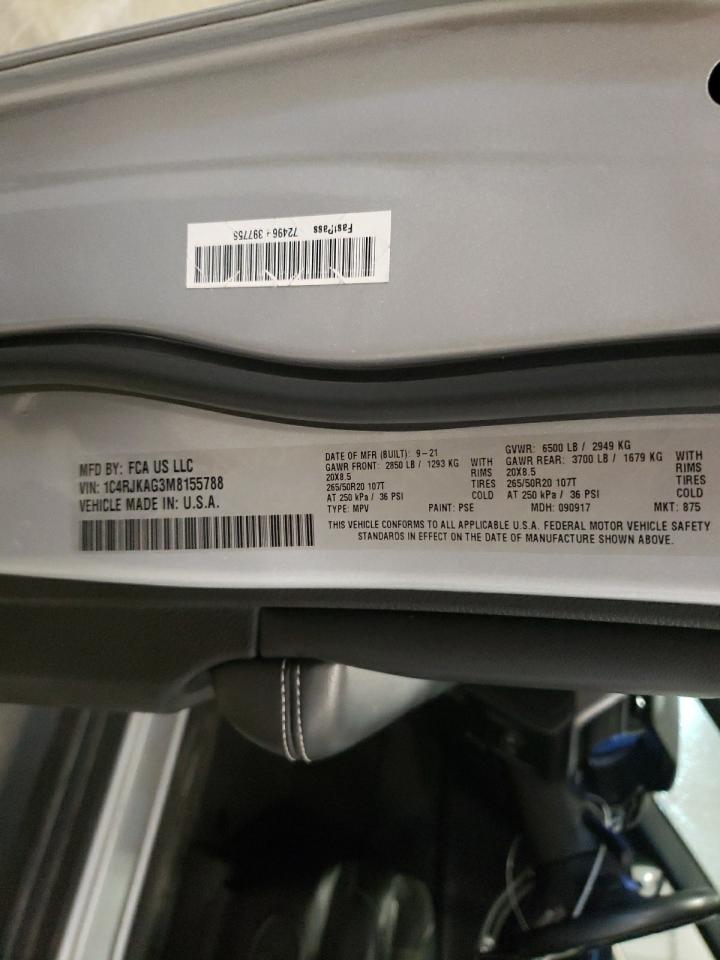 FastPass
72496 + 397755
MFD BY: FCA US LLC
VIN: 1C4RJKAG3M8155788
VEHICLE MADE IN: U.S.A.
DATE OF MFR (BUILT): 9-21
GAWR FRONT: 2850 LB / 1293 KG WITH
20X8.5 RIMS
265/50R20 107T TIRES
AT 250 kPa / 36 PSI COLD
TYPE: MPV PAINT: PSE
GVWR: 6500 LB / 2949 KG
GAWR REAR: 3700 LB / 1679 KG WITH
20X8.5 RIMS
265/50R20 107T TIRES
AT 250 kPa / 36 PSI COLD
MDH: 090917 MKT: 875
THIS VEHICLE CONFORMS TO ALL APPLICABLE U.S.A. FEDERAL MOTOR VEHICLE SAFETY
STANDARDS IN EFFECT ON THE DATE OF MANUFACTURE SHOWN ABOVE.